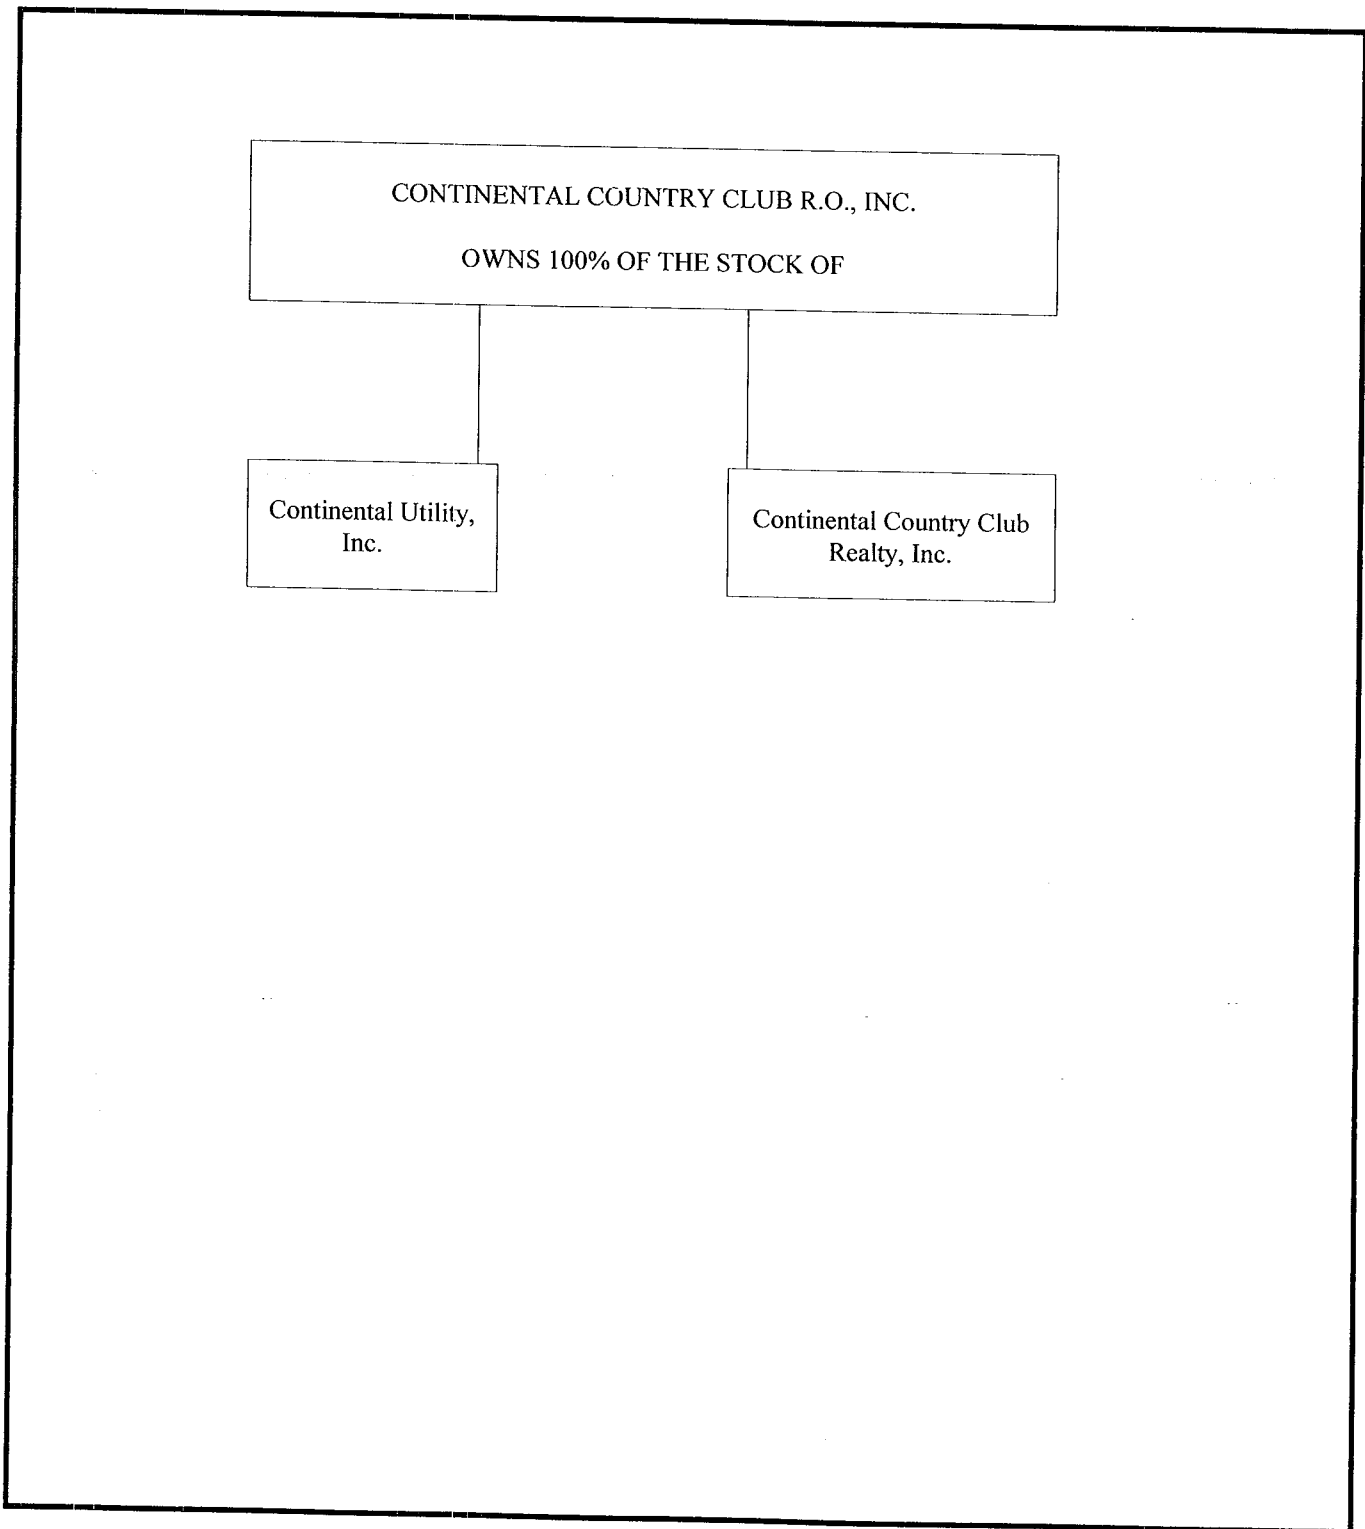 CONTINENTAL COUNTRY CLUB R.O., INC.
OWNS 100% OF THE STOCK OF
Continental Utility,
Inc.
Continental Country Club
Realty, Inc.